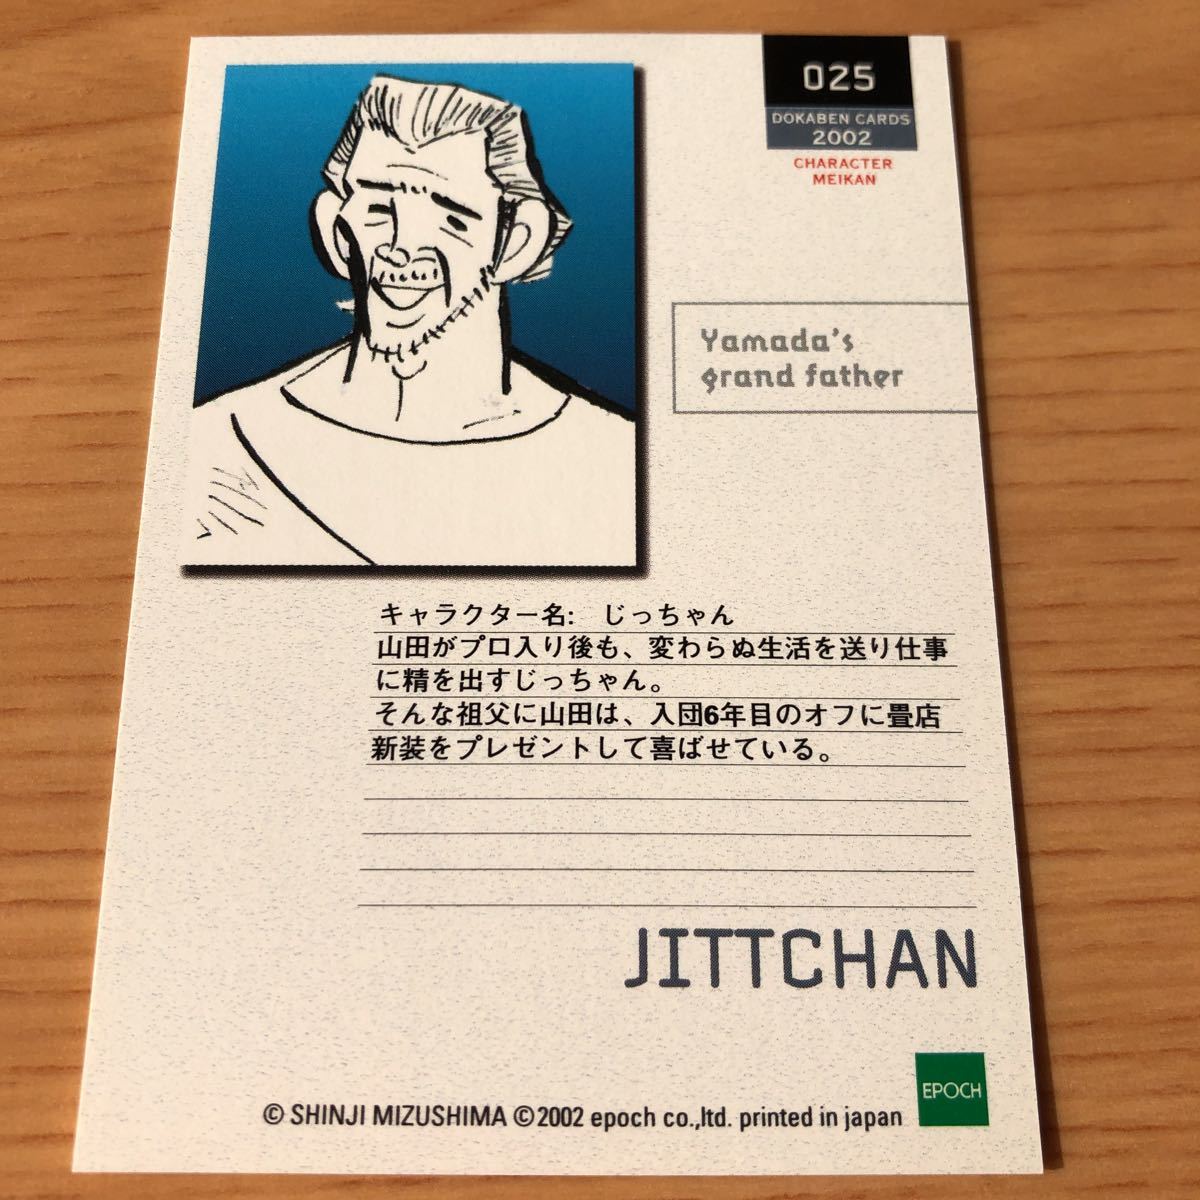 025
DOKABEN CARDS
2002
CHARACTER
MEIKAN
Yamada's
grand father
キャラクター名: じっちゃん
山田がプロ入り後も、変わらぬ生活を送り仕事
に精を出すじっちゃん。
そんな祖父に山田は、入団6年目のオフに畳店
新装をプレゼントして喜ばせている。
JITTCHAN
EPOCH
© SHINJI MIZUSHIMA ©2002 epoch co.,ltd. printed in japan